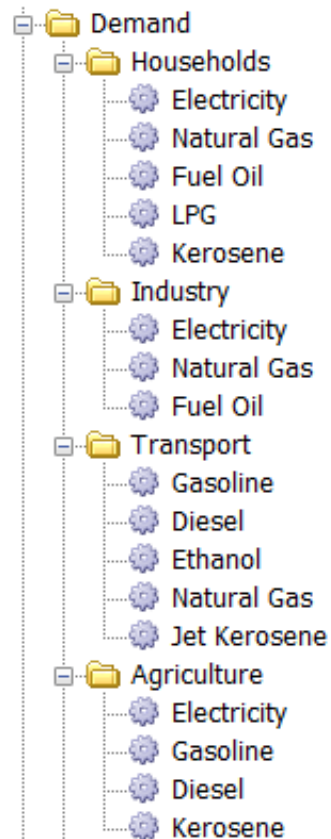 Demand
Households
Electricity
Natural Gas
Fuel Oil
LPG
Kerosene
Industry
Electricity
Natural Gas
Fuel Oil
Transport
Gasoline
Diesel
Ethanol
Natural Gas
Jet Kerosene
Agriculture
Electricity
Gasoline
Diesel
Kerosene